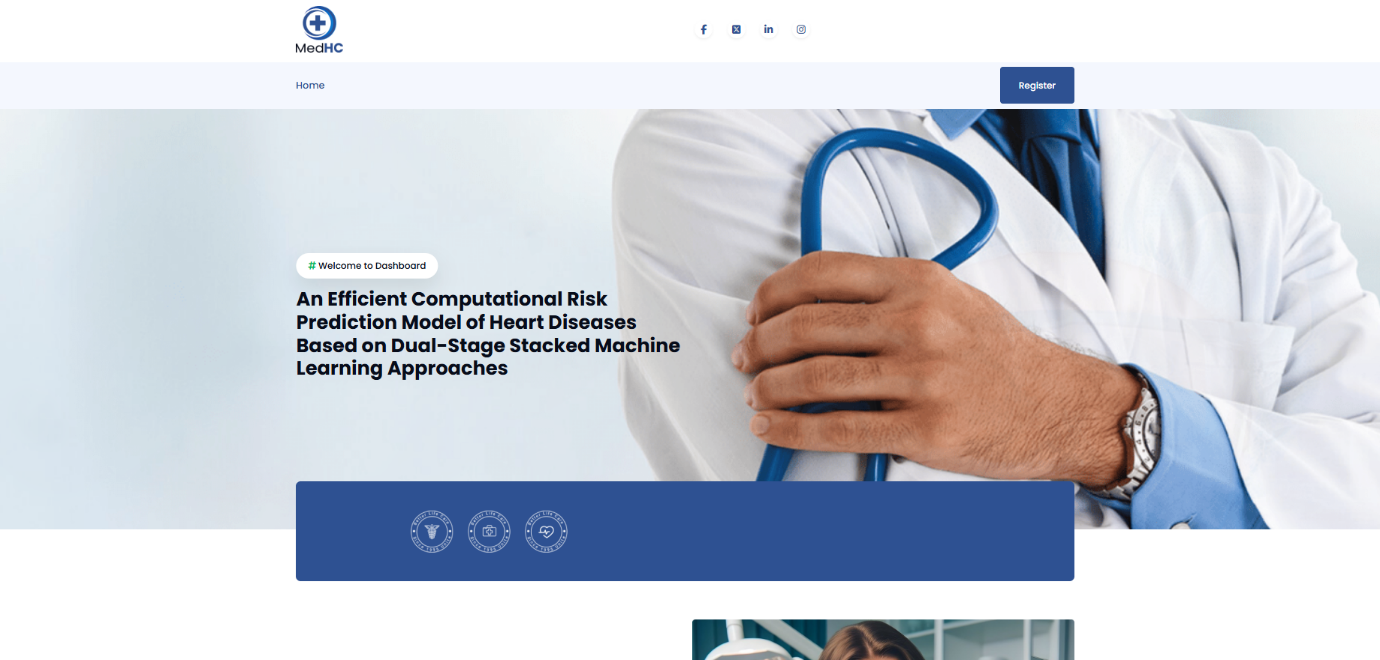 MedHC
Home
Register
# Welcome to Dashboard
An Efficient Computational Risk
Prediction Model of Heart Diseases
Based on Dual-Stage Stacked Machine
Learning Approaches